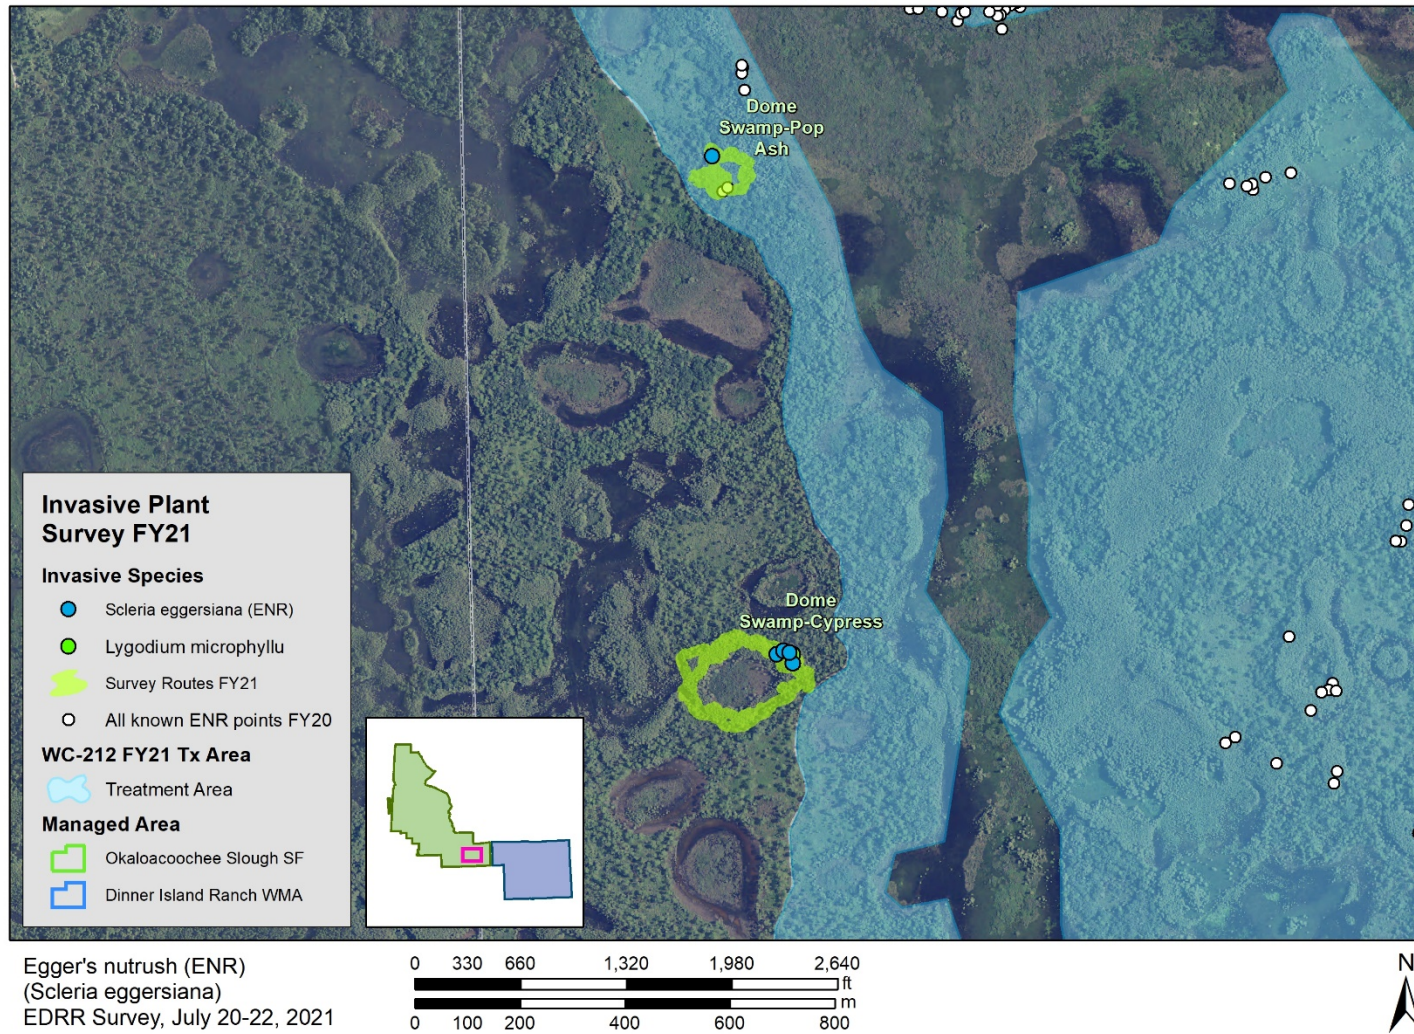 Dome
Swamp-Pop
Ash
Dome
Swamp-Cypress
Invasive Plant
Survey FY21
Invasive Species
Scleria eggersiana (ENR)
Lygodium microphyllu
Survey Routes FY21
All known ENR points FY20
WC-212 FY21 Tx Area
Treatment Area
Managed Area
Okaloacoochee Slough SF
Dinner Island Ranch WMA
Egger's nutrush (ENR)
(Scleria eggersiana)
EDRR Survey, July 20-22, 2021
0 330 660 1,320 1,980 2,640
ft
m
0 100 200 400 600 800
N